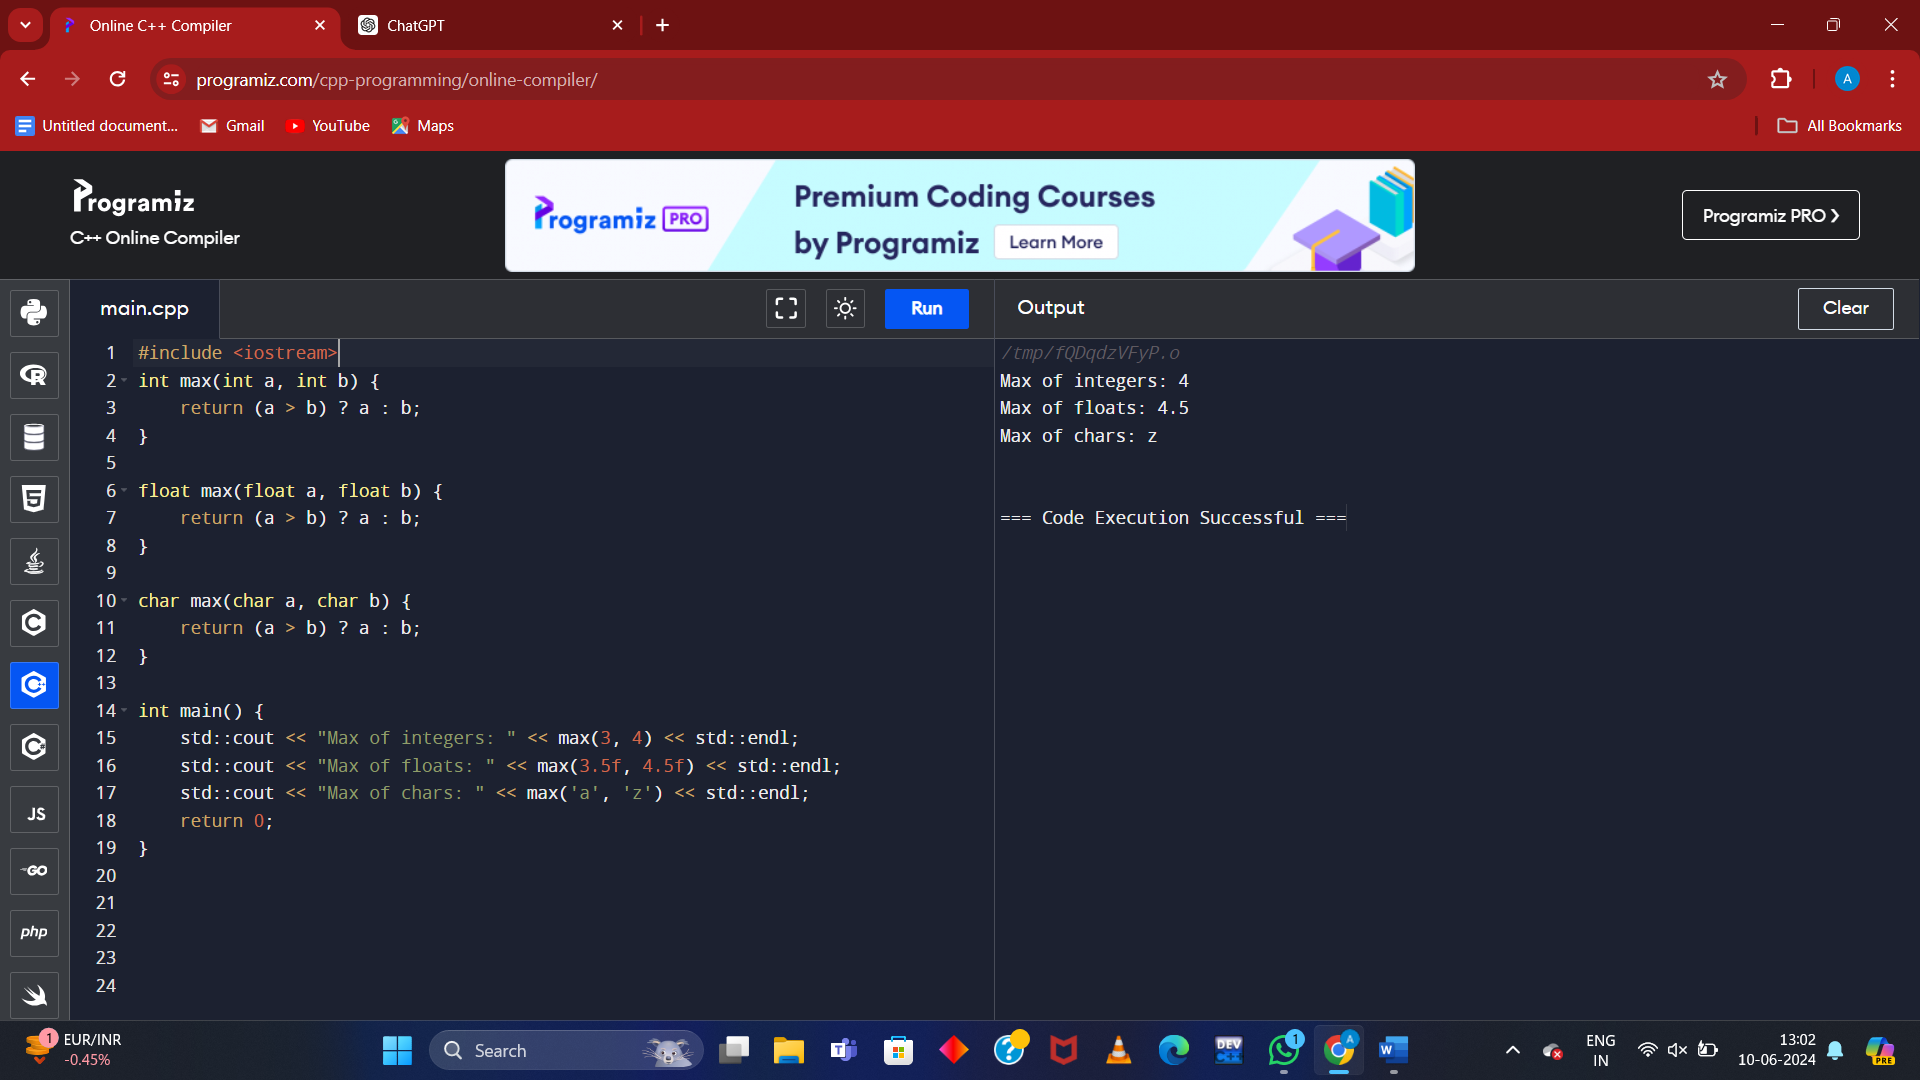 Online C++ Compiler
ChatGPT
programiz.com/cpp-programming/online-compiler/
A
Untitled document...
Gmail
YouTube
Maps
All Bookmarks
Programiz
C++ Online Compiler
Programiz PRO
Premium Coding Courses
by Programiz
Learn More
Programiz PRO ❯
main.cpp
Run
Output
Clear
1 #include <iostream>
2 int max(int a, int b) {
3     return (a > b) ? a : b;
4 }
5
6 float max(float a, float b) {
7     return (a > b) ? a : b;
8 }
9
10 char max(char a, char b) {
11     return (a > b) ? a : b;
12 }
13
14 int main() {
15     std::cout << "Max of integers: " << max(3, 4) << std::endl;
16     std::cout << "Max of floats: " << max(3.5f, 4.5f) << std::endl;
17     std::cout << "Max of chars: " << max('a', 'z') << std::endl;
18     return 0;
19 }
20
21
22
23
24
/tmp/fQDqdzVFyP.o
Max of integers: 4
Max of floats: 4.5
Max of chars: z
=== Code Execution Successful ===
R
5
C
C++
C#
JS
GO
php
1
EUR/INR
-0.45%
Search
T
?
DEV
C++
1
A
W
ENG
IN
13:02
10-06-2024
PRE